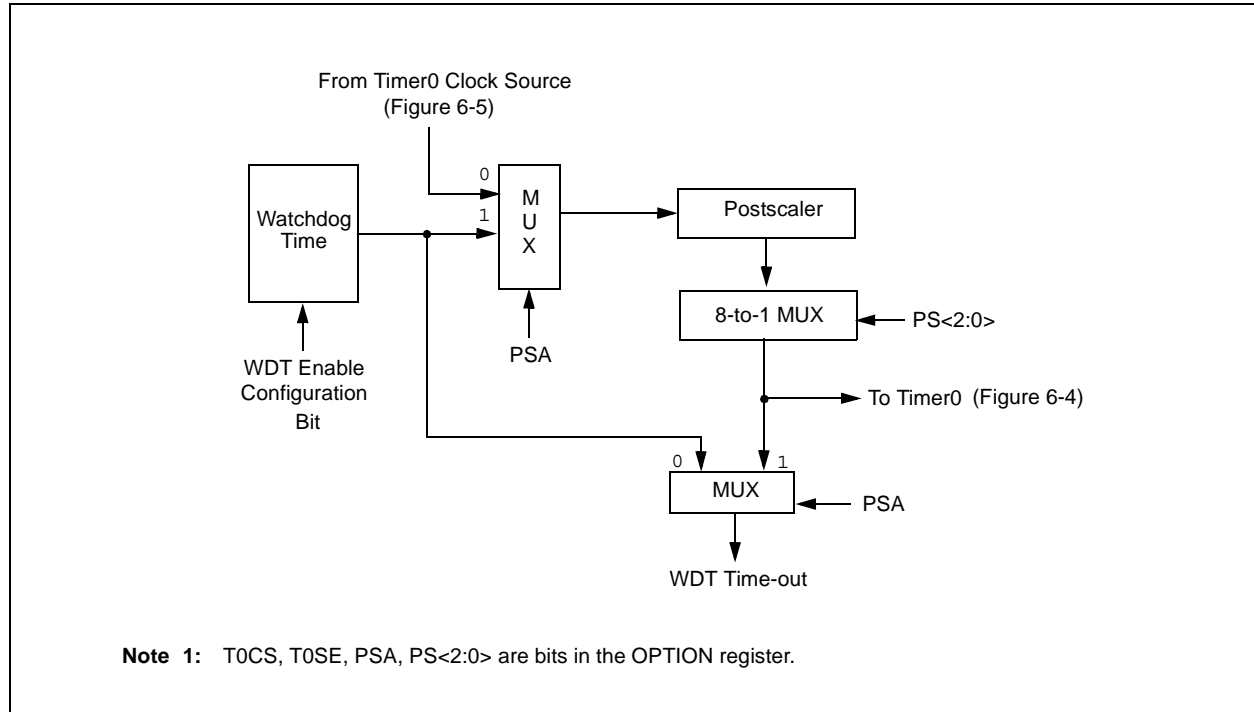 From Timer0 Clock Source
(Figure 6-5)
0
1
M
U
X
Watchdog
Time
Postscaler
8-to-1 MUX
PS<2:0>
PSA
WDT Enable
Configuration
Bit
To Timer0 (Figure 6-4)
0
1
MUX
PSA
WDT Time-out
Note 1: T0CS, T0SE, PSA, PS<2:0> are bits in the OPTION register.